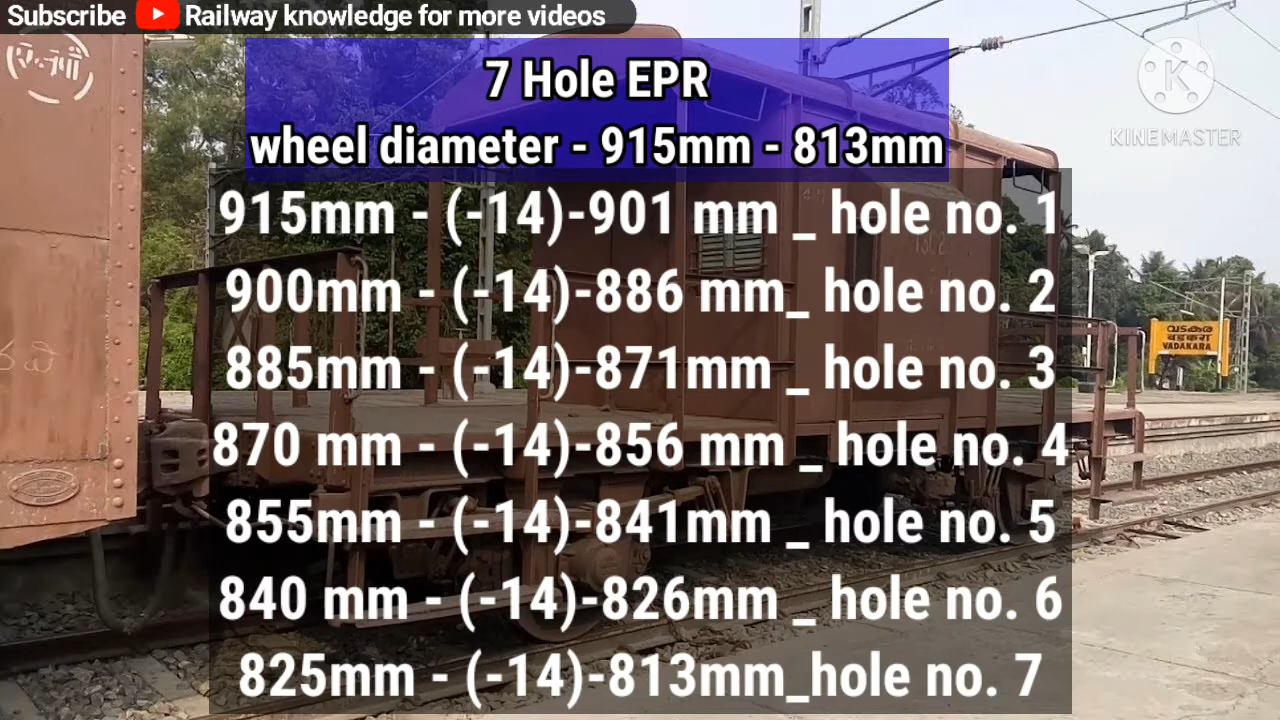 Subscribe Railway knowledge for more videos
7 Hole EPR
wheel diameter - 915mm - 813mm
915mm - (-14)-901 mm _ hole no. 1
900mm - (-14)-886 mm_ hole no. 2
885mm - (-14)-871mm _ hole no. 3
870 mm - (-14)-856 mm _ hole no. 4
855mm - (-14)-841mm _ hole no. 5
840 mm - (-14)-826mm _ hole no. 6
825mm - (-14)-813mm_hole no. 7
K
KINEMASTER
വടകര
वडकरा
VADAKARA